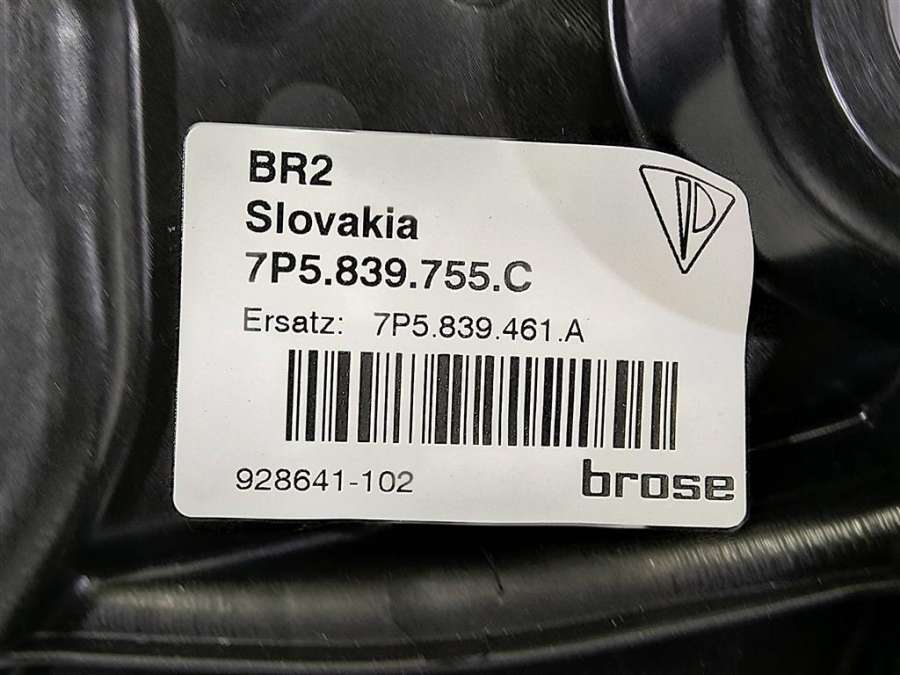 BR2
Slovakia
7P5.839.755.C
Ersatz: 7P5.839.461.A
928641-102
brose